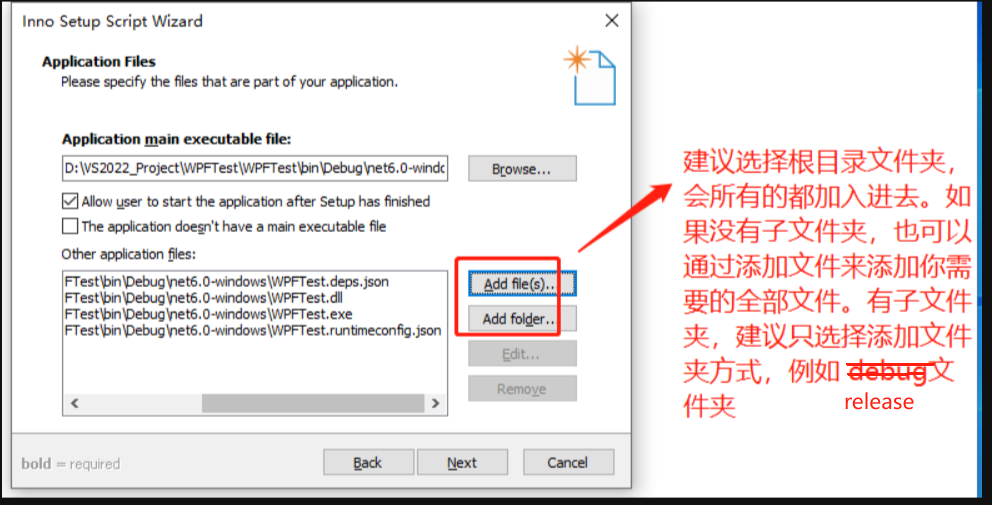 Inno Setup Script Wizard
Application Files
Please specify the files that are part of your application.
Application main executable file:
D:\VS2022_Project\WPFTest\WPFTest\bin\Debug\net6.0-windc
Browse...
Allow user to start the application after Setup has finished
The application doesn't have a main executable file
Other application files:
FTest\bin\Debug\net6.0-windows\WPFTest.deps.json
FTest\bin\Debug\net6.0-windows\WPFTest.dll
FTest\bin\Debug\net6.0-windows\WPFTest.exe
FTest\bin\Debug\net6.0-windows\WPFTest.runtimeconfig.json
Add file(s)...
Add folder...
Edit...
Remove
bold = required
Back
Next
Cancel
建议选择根目录文件夹，
会所有的都加入进去。如
果没有子文件夹，也可以
通过添加文件来添加你需
要的全部文件。有子文件
夹，建议只选择添加文件
夹方式，例如 debug文
件夹
release